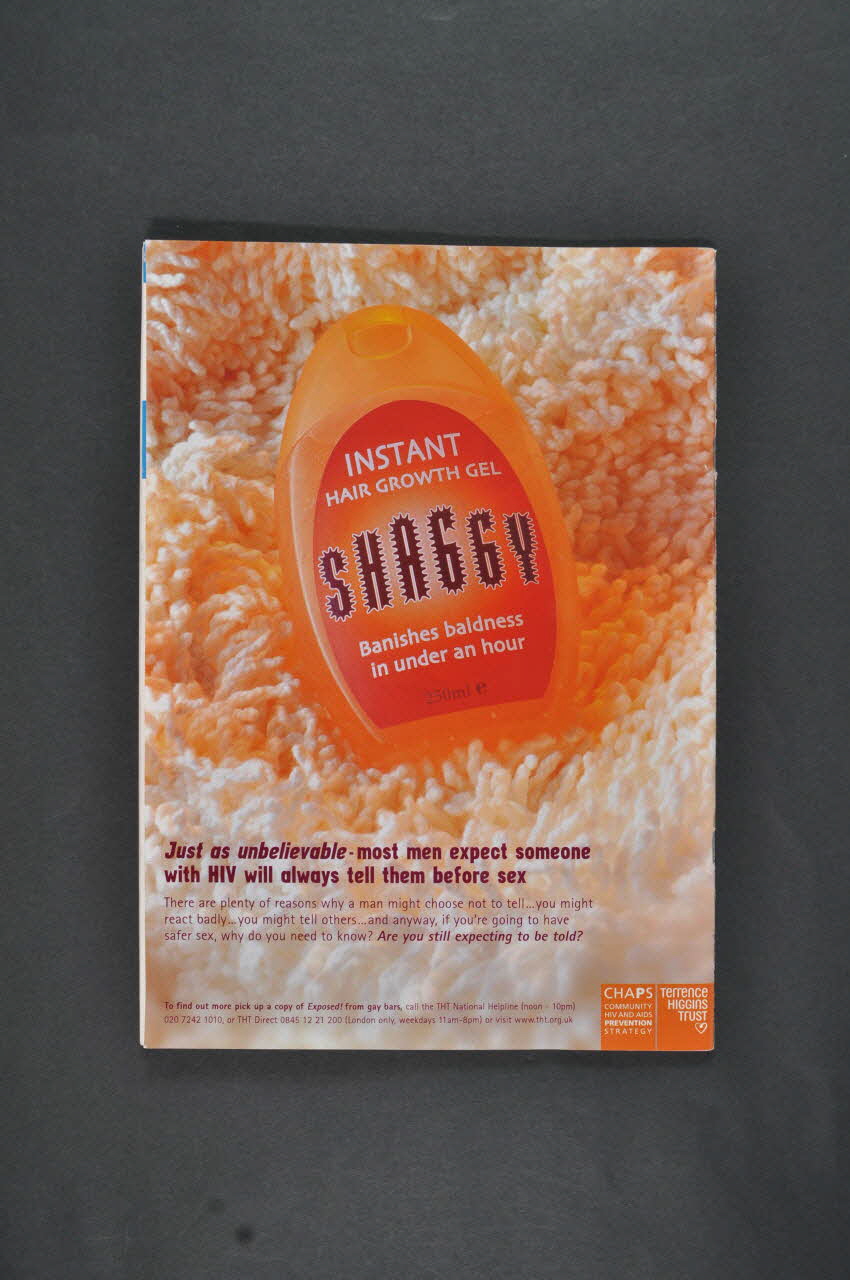 INSTANT
HAIR GROWTH GEL
SHAGGY
Banishes baldness
in under an hour
250ml e
Just as unbelievable - most men expect someone
with HIV will always tell them before sex
There are plenty of reasons why a man might choose not to tell...you might
react badly...you might tell others...and anyway, if you're going to have
safer sex, why do you need to know? Are you still expecting to be told?
To find out more pick up a copy of Exposed! from gay bars, call the THT National Helpline (noon - 10pm)
020 7242 1010, or THT Direct 0845 12 21 200 (London only, weekdays 11am-8pm) or visit www.tht.org.uk
CHAPS
COMMUNITY
HIV AND AIDS
PREVENTION
STRATEGY
TERRENCE
HIGGINS
TRUST